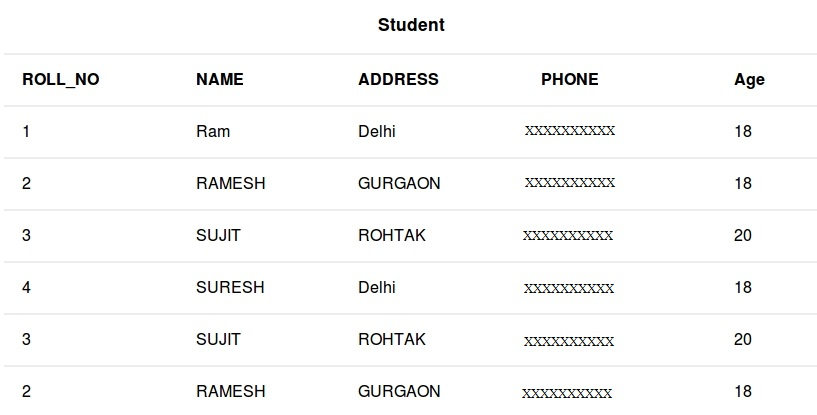 Student
ROLL_NO NAME ADDRESS PHONE Age
1 Ram Delhi XXXXXXXXXX 18
2 RAMESH GURGAON XXXXXXXXXX 18
3 SUJIT ROHTAK XXXXXXXXXX 20
4 SURESH Delhi XXXXXXXXXX 18
3 SUJIT ROHTAK XXXXXXXXXX 20
2 RAMESH GURGAON XXXXXXXXXX 18